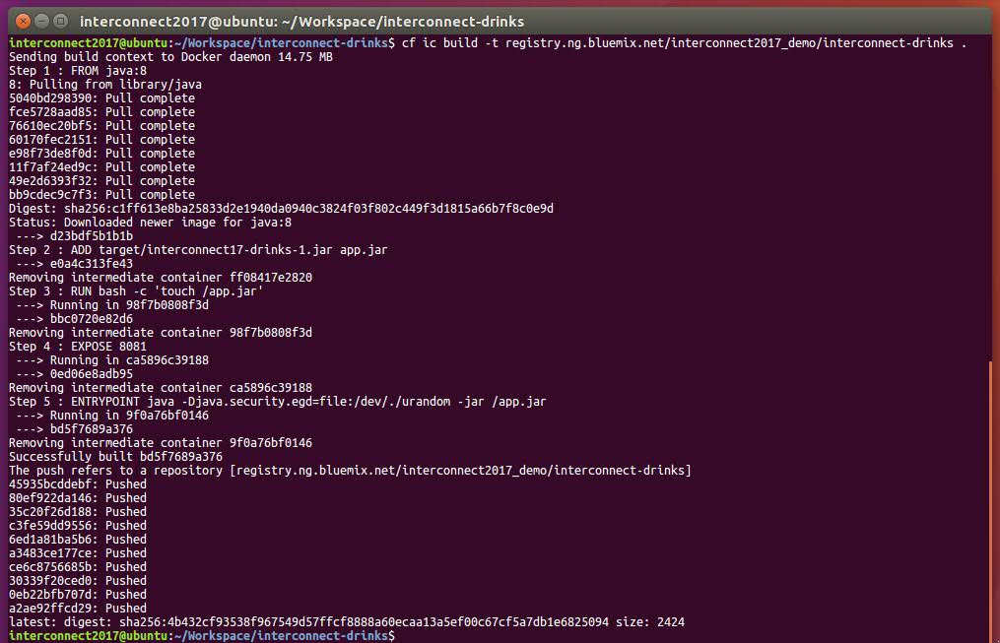 interconnect2017@ubuntu: ~/Workspace/interconnect-drinks
interconnect2017@ubuntu:~/Workspace/interconnect-drinks$ cf ic build -t registry.ng.bluemix.net/interconnect2017_demo/interconnect-drinks .
Sending build context to Docker daemon 14.75 MB
Step 1 : FROM java:8
8: Pulling from library/java
5040bd298390: Pull complete
fce5728aad85: Pull complete
76610ec20bf5: Pull complete
60170fec2151: Pull complete
e98f73de8f0d: Pull complete
11f7af24ed9c: Pull complete
49e2d6393f32: Pull complete
bb9cdec9c7f3: Pull complete
Digest: sha256:c1ff613e8ba25833d2e1940da0940c3824f03f802c449f3d1815a66b7f8c0e9d
Status: Downloaded newer image for java:8
 ---> d23bdf5b1b1b
Step 2 : ADD target/interconnect17-drinks-1.jar app.jar
 ---> e0a4c313fe43
Removing intermediate container ff08417e2820
Step 3 : RUN bash -c 'touch /app.jar'
 ---> Running in 98f7b0808f3d
 ---> bbc0720e82d6
Removing intermediate container 98f7b0808f3d
Step 4 : EXPOSE 8081
 ---> Running in ca5896c39188
 ---> 0ed06e8adb95
Removing intermediate container ca5896c39188
Step 5 : ENTRYPOINT java -Djava.security.egd=file:/dev/./urandom -jar /app.jar
 ---> Running in 9f0a76bf0146
 ---> bd5f7689a376
Removing intermediate container 9f0a76bf0146
Successfully built bd5f7689a376
The push refers to a repository [registry.ng.bluemix.net/interconnect2017_demo/interconnect-drinks]
45935bcddebf: Pushed
80ef922da146: Pushed
35c20f26d188: Pushed
c3fe59dd9556: Pushed
6ed1a81ba5b6: Pushed
a3483ce177ce: Pushed
ce6c8756685b: Pushed
30339f20ced0: Pushed
0eb22bfb707d: Pushed
a2ae92ffcd29: Pushed
latest: digest: sha256:4b432cf93538f967549d57ffcf8888a60ecaa13a5ef00c67cf5a7db1e6825094 size: 2424
interconnect2017@ubuntu:~/Workspace/interconnect-drinks$